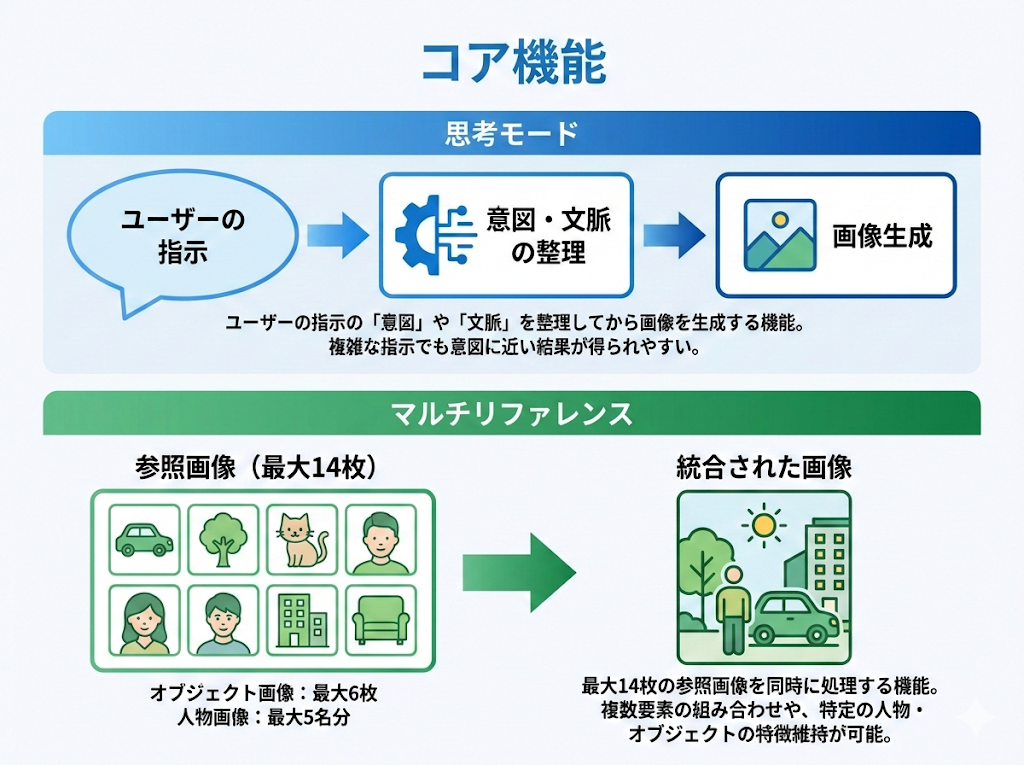 コア機能
思考モード
ユーザーの
指示
意図・文脈
の整理
画像生成
ユーザーの指示の「意図」や「文脈」を整理してから画像を生成する機能。
複雑な指示でも意図に近い結果が得られやすい。
マルチリファレンス
参照画像（最大14枚）
オブジェクト画像：最大6枚
人物画像：最大5名分
統合された画像
最大14枚の参照画像を同時に処理する機能。
複数要素の組み合わせや、特定の人物・
オブジェクトの特徴維持が可能。